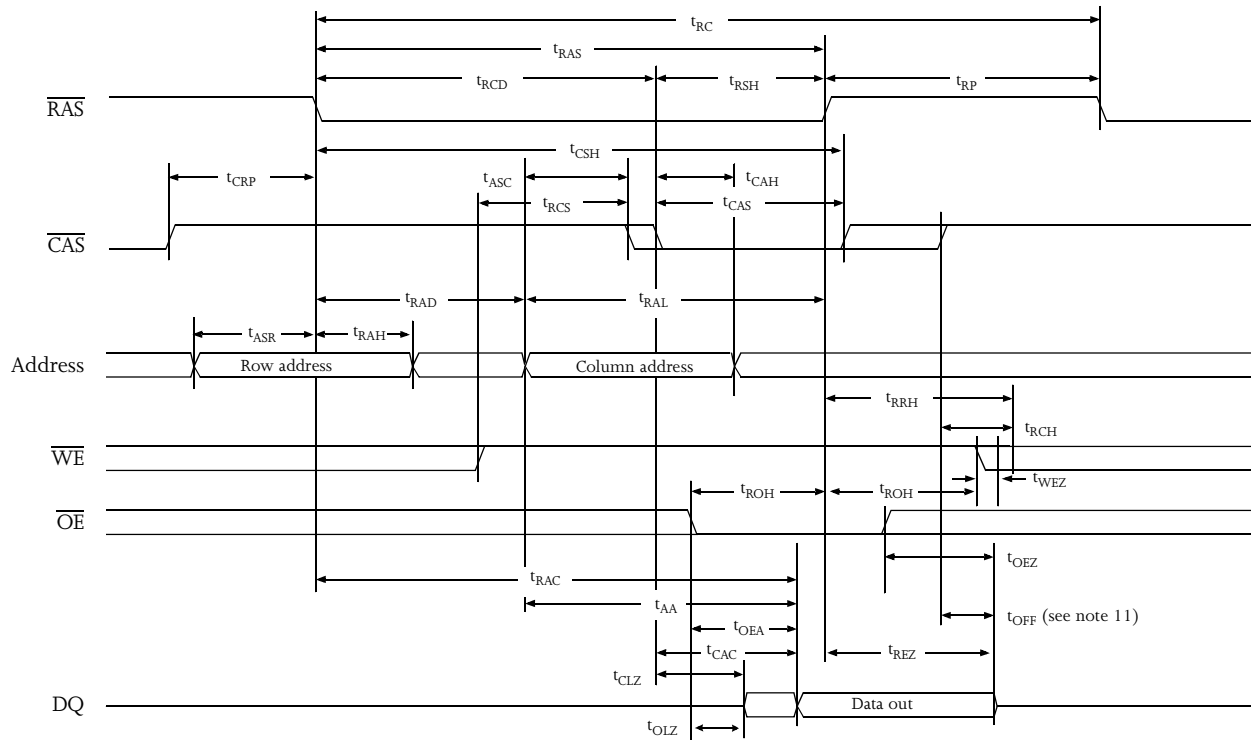 tRC
tRAS
tRCD
tRSH
tRP
RAS
tCSH
tCRP
tASC
tCAH
tRCS
tCAS
CAS
tRAD
tRAL
tASR
tRAH
Address
Row address
Column address
tRRH
tRCH
WE
tWEZ
tROH
tROH
OE
tOEZ
tRAC
tAA
tOFF (see note 11)
tOEA
tCAC
tREZ
tCLZ
DQ
Data out
tOLZ